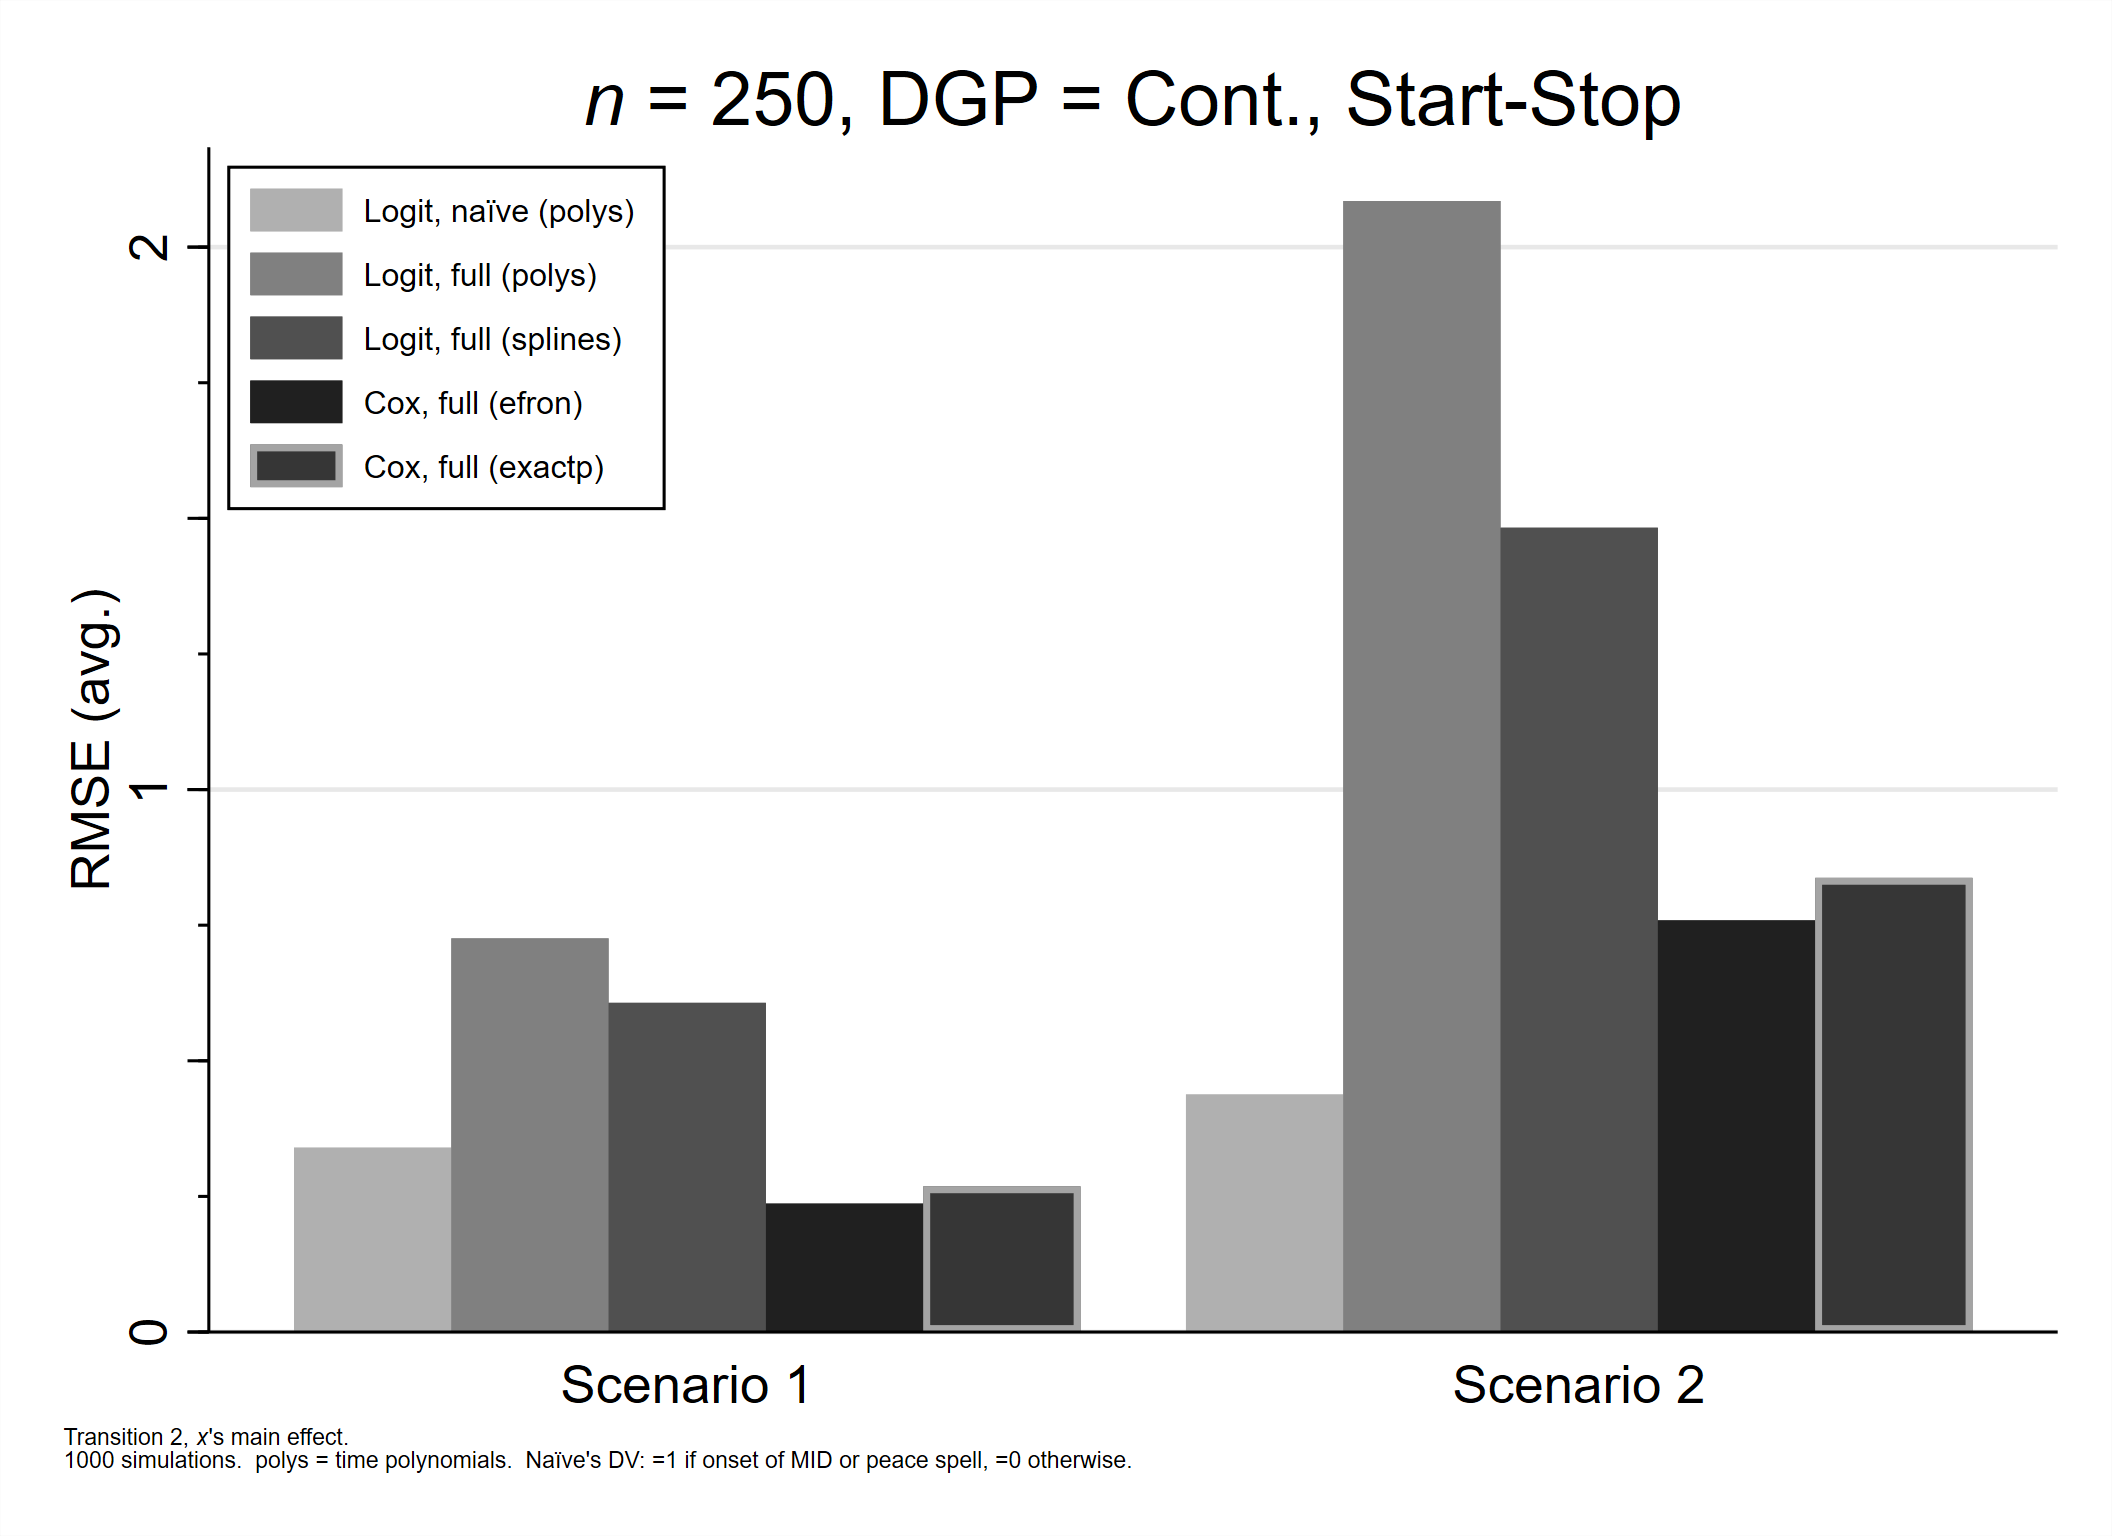 n = 250, DGP = Cont., Start-Stop
Logit, naïve (polys)
Logit, full (polys)
Logit, full (splines)
Cox, full (efron)
Cox, full (exactp)
RMSE (avg.)
2
1
0
Scenario 1
Scenario 2
Transition 2, x's main effect.
1000 simulations.  polys = time polynomials.  Naïve's DV: =1 if onset of MID or peace spell, =0 otherwise.